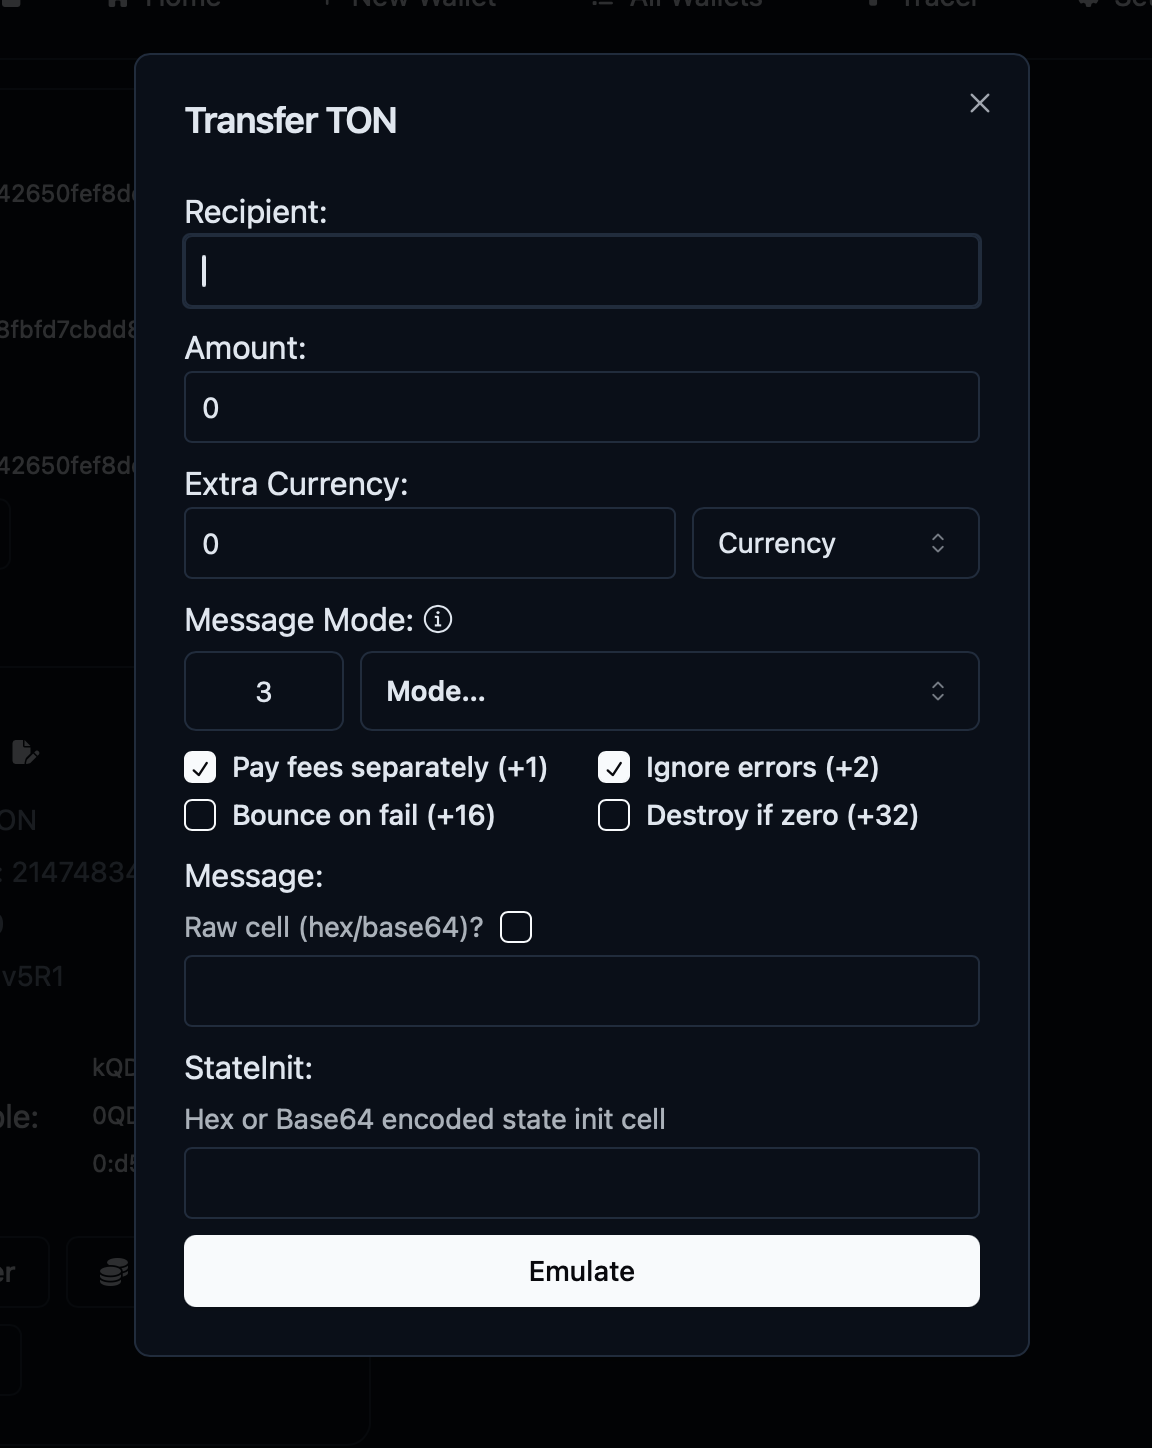 Home New Wallet All Wallets Tracer
Transfer TON
Recipient:
Amount:
0
Extra Currency:
0 Currency
Message Mode:
3 Mode...
Pay fees separately (+1) Ignore errors (+2)
Bounce on fail (+16) Destroy if zero (+32)
Message:
Raw cell (hex/base64)?
StateInit:
Hex or Base64 encoded state init cell
Emulate
42650fef8d
8fbfd7cbdd8
42650fef8d
ON
: 21474834
v5R1
kQD
ole: 0QD
0:d5
er